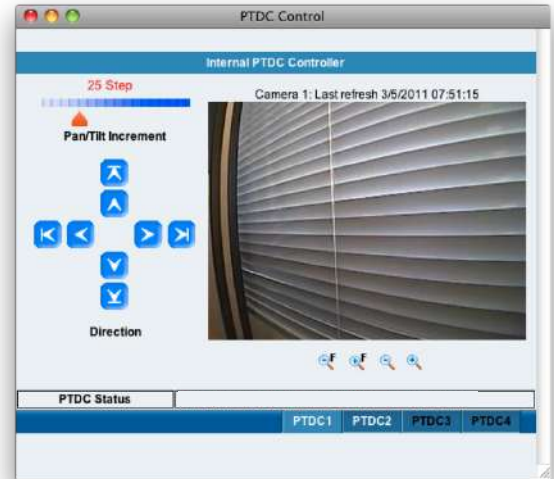 PTDC Control
Internal PTDC Controller
25 Step
Camera 1: Last refresh 3/5/2011 07:51:15
Pan/Tilt Increment
Direction
F F
PTDC Status
PTDC1 PTDC2 PTDC3 PTDC4